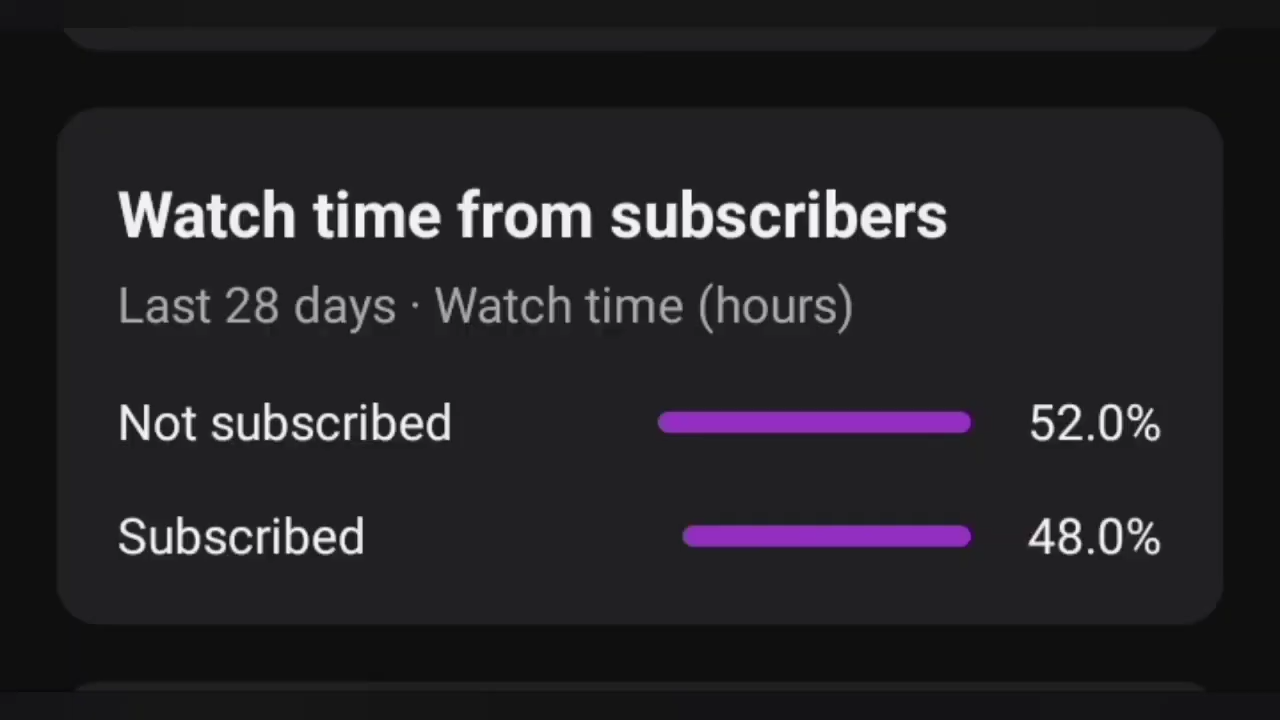 Watch time from subscribers
Last 28 days · Watch time (hours)
Not subscribed 52.0%
Subscribed 48.0%